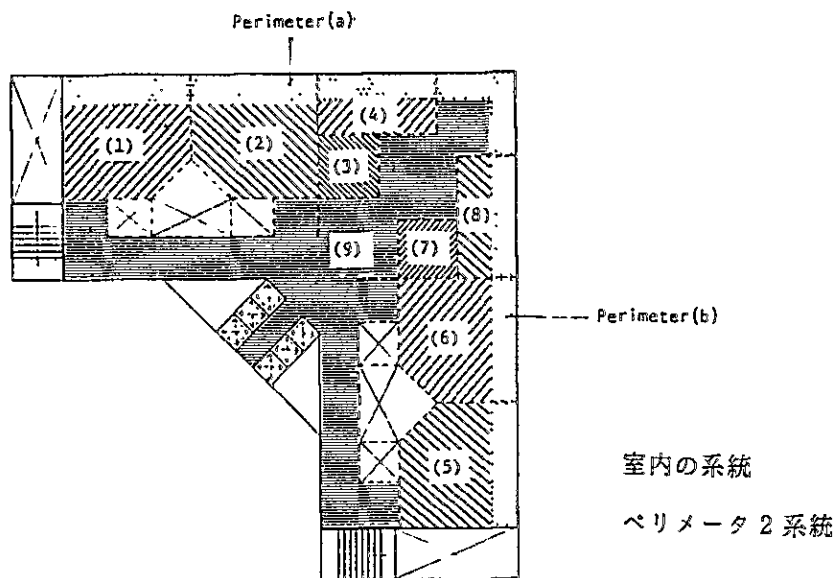 Perimeter(a)
(4)
(1)
(2)
(3)
(8)
(9)
(7)
Perimeter(b)
(6)
(5)
室内の系統
ペリメータ 2 系統